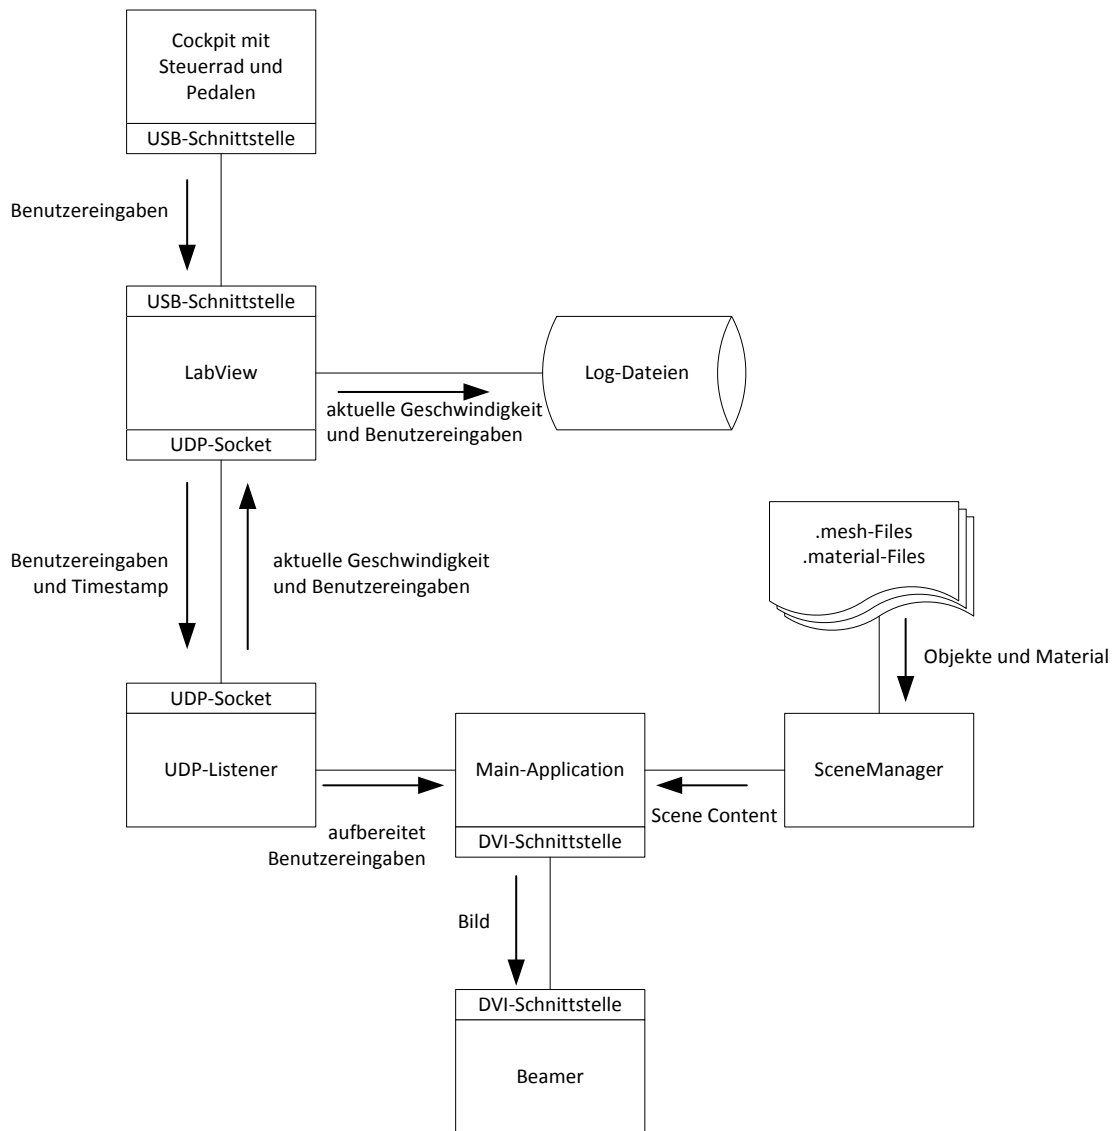 Cockpit mit
Steuerrad und
Pedalen
USB-Schnittstelle
Benutzereingaben
USB-Schnittstelle
LabView
UDP-Socket
Log-Dateien
aktuelle Geschwindigkeit
und Benutzereingaben
Benutzereingaben
und Timestamp
aktuelle Geschwindigkeit
und Benutzereingaben
.mesh-Files
.material-Files
Objekte und Material
UDP-Socket
UDP-Listener
Main-Application
DVI-Schnittstelle
SceneManager
aufbereitet
Benutzereingaben
Scene Content
Bild
DVI-Schnittstelle
Beamer